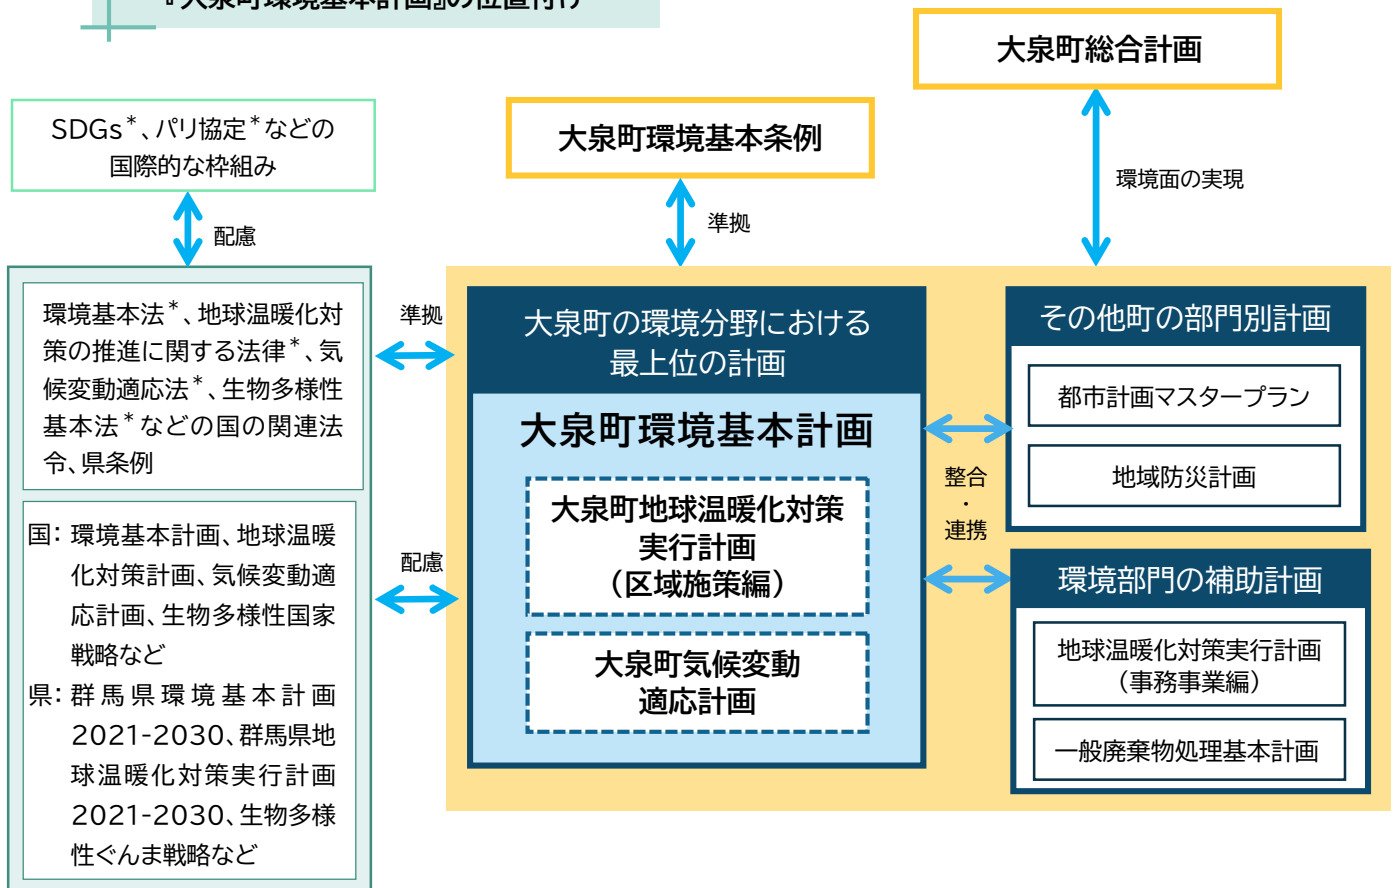 『大泉町環境基本計画』の位置付け
大泉町総合計画
SDGs*、パリ協定*などの
国際的な枠組み
大泉町環境基本条例
環境面の実現
配慮
準拠
環境基本法*、地球温暖化対
策の推進に関する法律*、気
候変動適応法*、生物多様性
基本法*などの国の関連法
令、県条例
準拠
大泉町の環境分野における
最上位の計画
大泉町環境基本計画
大泉町地球温暖化対策
実行計画
（区域施策編）
大泉町気候変動
適応計画
その他町の部門別計画
都市計画マスタープラン
地域防災計画
整合
・
連携
国：環境基本計画、地球温暖
化対策計画、気候変動適
応計画、生物多様性国家
戦略など
県：群馬県環境基本計画
2021-2030、群馬県地
球温暖化対策実行計画
2021-2030、生物多様
性ぐんま戦略など
配慮
環境部門の補助計画
地球温暖化対策実行計画
（事務事業編）
一般廃棄物処理基本計画